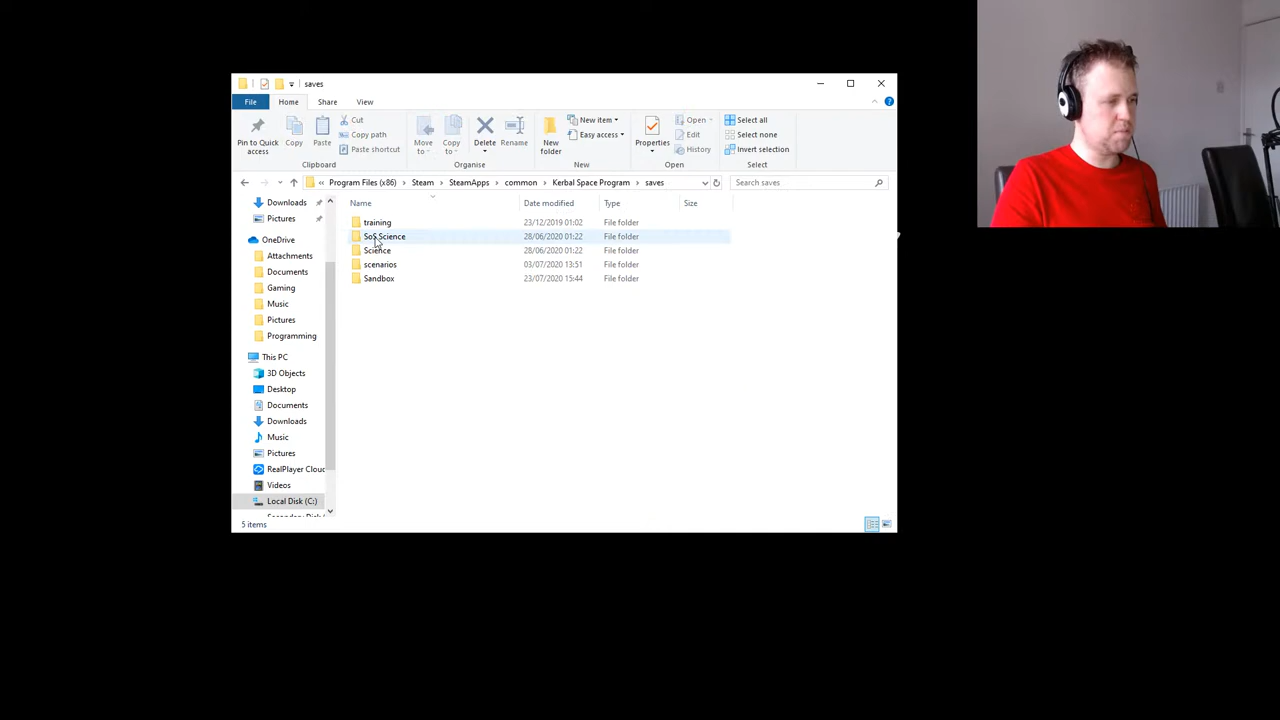 saves
File Home Share View
Pin to Quick access
Copy
Paste
Cut
Copy path
Paste shortcut
Clipboard
Move to
Copy to
Delete
Rename
Organise
New folder
New item
Easy access
New
Properties
Open
Edit
History
Open
Select all
Select none
Invert selection
Select
« Program Files (x86) > Steam > SteamApps > common > Kerbal Space Program > saves
Search saves
Name Date modified Type Size
training 23/12/2019 01:02 File folder
SoS Science 28/06/2020 01:22 File folder
Science 28/06/2020 01:22 File folder
scenarios 03/07/2020 13:51 File folder
Sandbox 23/07/2020 15:44 File folder
Downloads
Pictures
OneDrive
Attachments
Documents
Gaming
Music
Pictures
Programming
This PC
3D Objects
Desktop
Documents
Downloads
Music
Pictures
RealPlayer Cloud
Videos
Local Disk (C:)
5 items